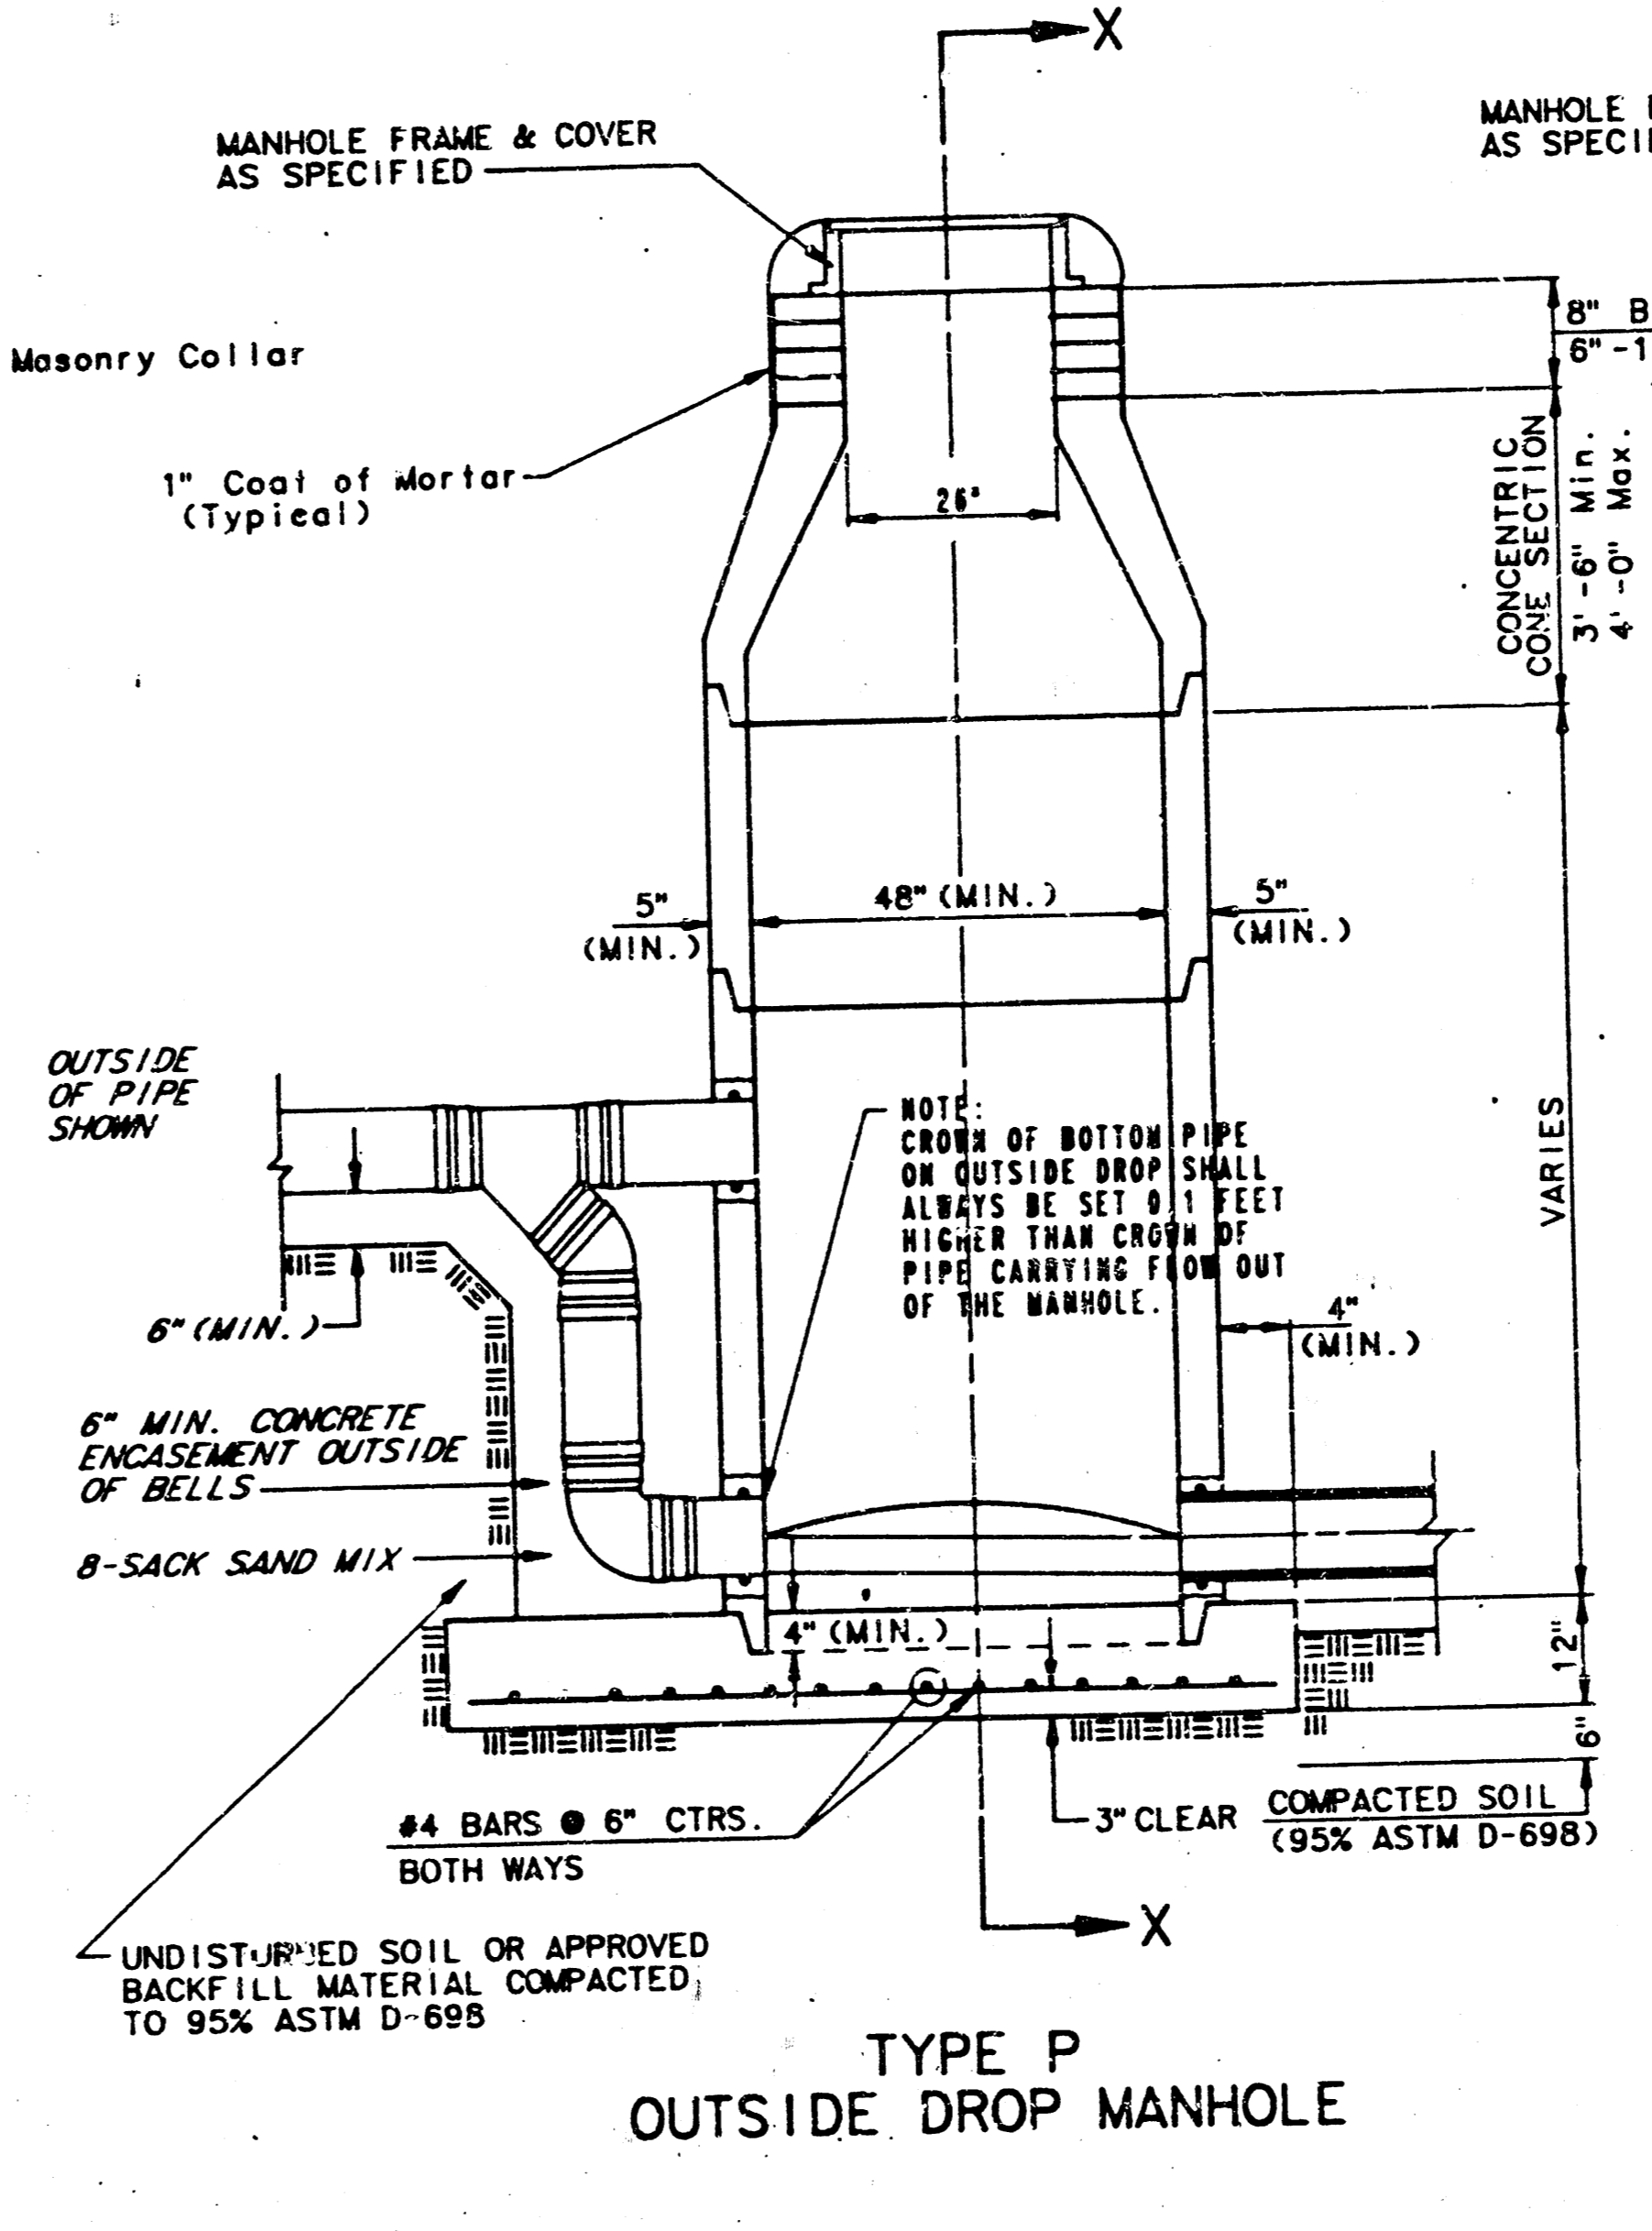 X
MANHOLE FRAME & COVER
AS SPECIFIED
MANHOLE
AS SPECI
Masonry Collar
8" B
6" -1
1" Coat of Mortar
(Typical)
26"
CONCENTRIC
CONE SECTION
3' -6" Min.
4' -0" Max.
5"
(MIN.)
48" (MIN.)
5"
(MIN.)
OUTSIDE
OF PIPE
SHOWN
NOTE:
CROWN OF BOTTOM PIPE
ON OUTSIDE DROP SHALL
ALWAYS BE SET 0.1 FEET
HIGHER THAN CROWN OF
PIPE CARRYING FLOW OUT
OF THE MANHOLE.
VARIES
6" (MIN.)
4"
(MIN.)
6" MIN. CONCRETE
ENCASEMENT OUTSIDE
OF BELLS
8-SACK SAND MIX
4" (MIN.)
12"
6"
#4 BARS @ 6" CTRS.
BOTH WAYS
3" CLEAR
COMPACTED SOIL
(95% ASTM D-698)
X
UNDISTURBED SOIL OR APPROVED
BACKFILL MATERIAL COMPACTED
TO 95% ASTM D-698
TYPE P
OUTSIDE DROP MANHOLE